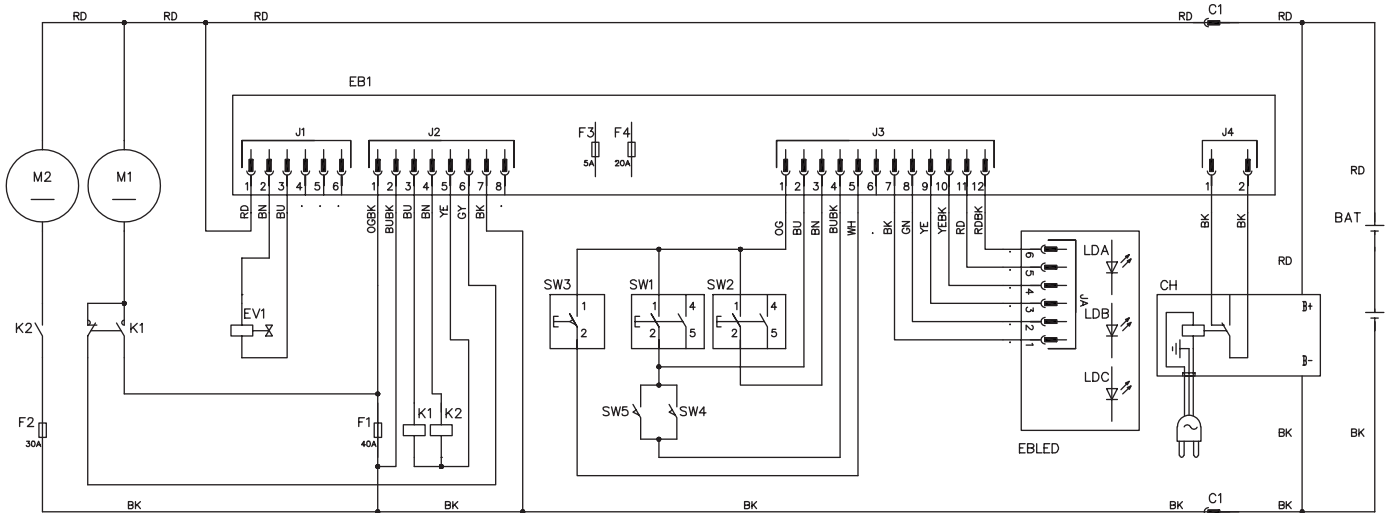 RD RD RD RD C1 RD
EB1
J1 J2 F3 F4 J3 J4
5A 20A
M2 M1
1 2 3 4 5 6 1 2 3 4 5 6 7 8 1 2 3 4 5 6 7 8 9 10 11 12 1 2
RD
RD BN BU . . . OGBK BUBK BU BN YE GY BK . OG BU BN BUBK WH . BK GN YE YEBK RD RDBK BK BK
BAT
6 5 4 3 2 1
JA
LDA
RD
SW3 SW1 SW2 CH
1 1 4 1 4
2 2 5 2 5
B+
EV1 LDB
K2 K1
B-
LDC
SW5 SW4
K1 K2
F2 F1
30A 40A
BK BK
EBLED
BK BK BK BK C1 BK